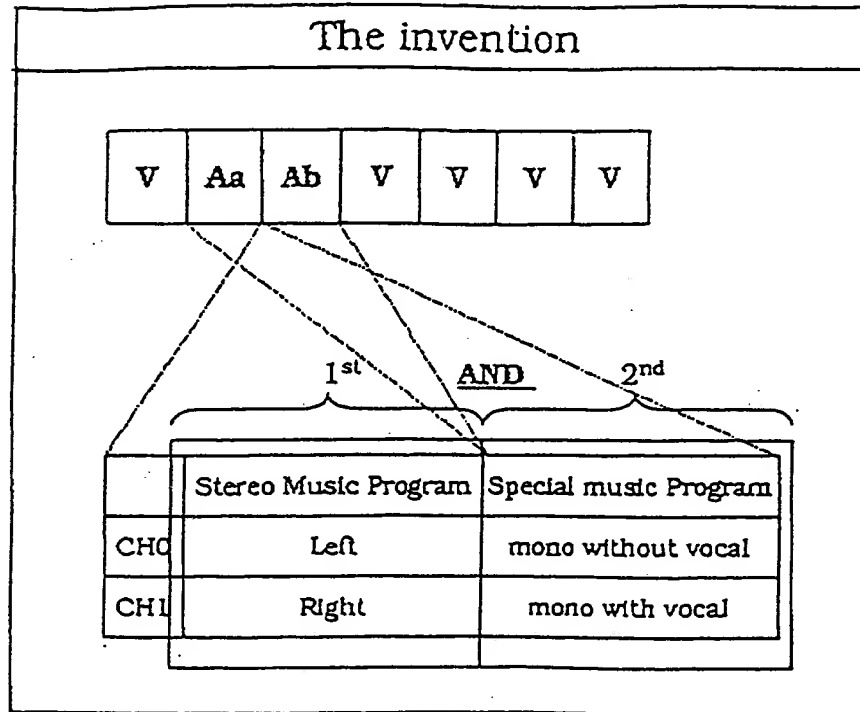 The invention
V Aa Ab V V V V
1st AND 2nd
Stereo Music Program Special music Program
CH0 Left mono without vocal
CH1 Right mono with vocal